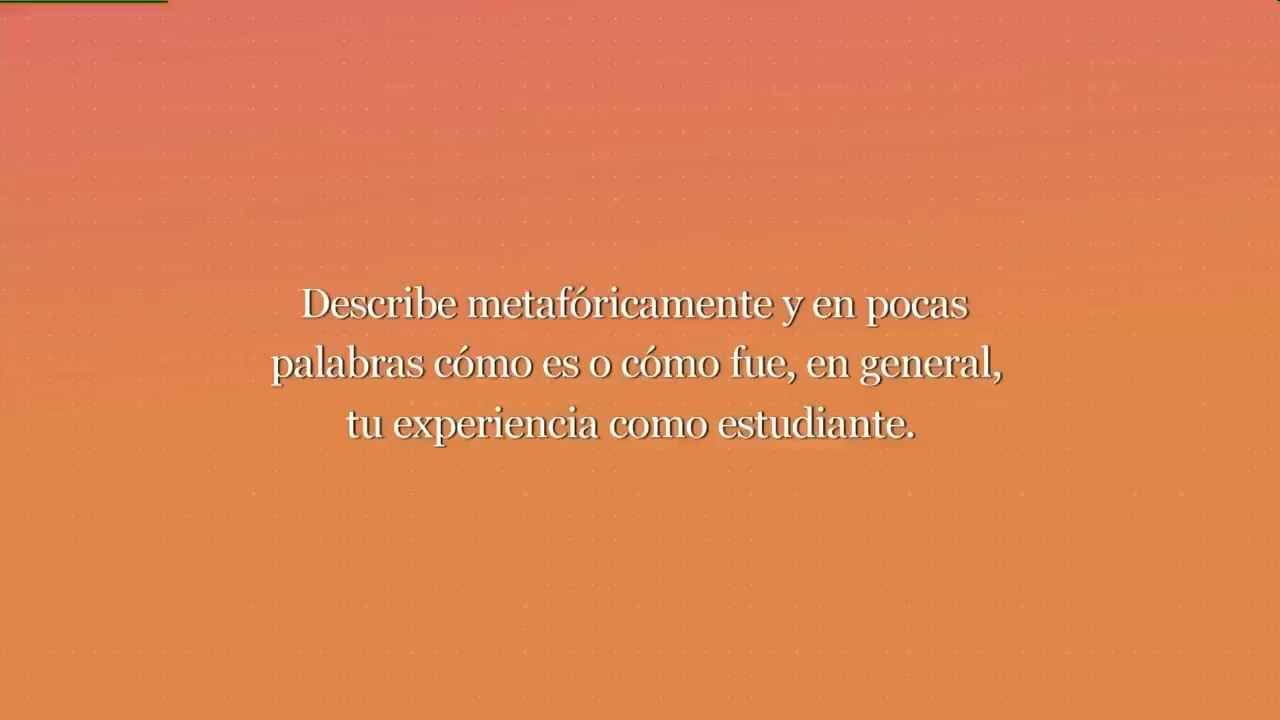 Describe metafóricamente y en pocas
palabras cómo es o cómo fue, en general,
tu experiencia como estudiante.